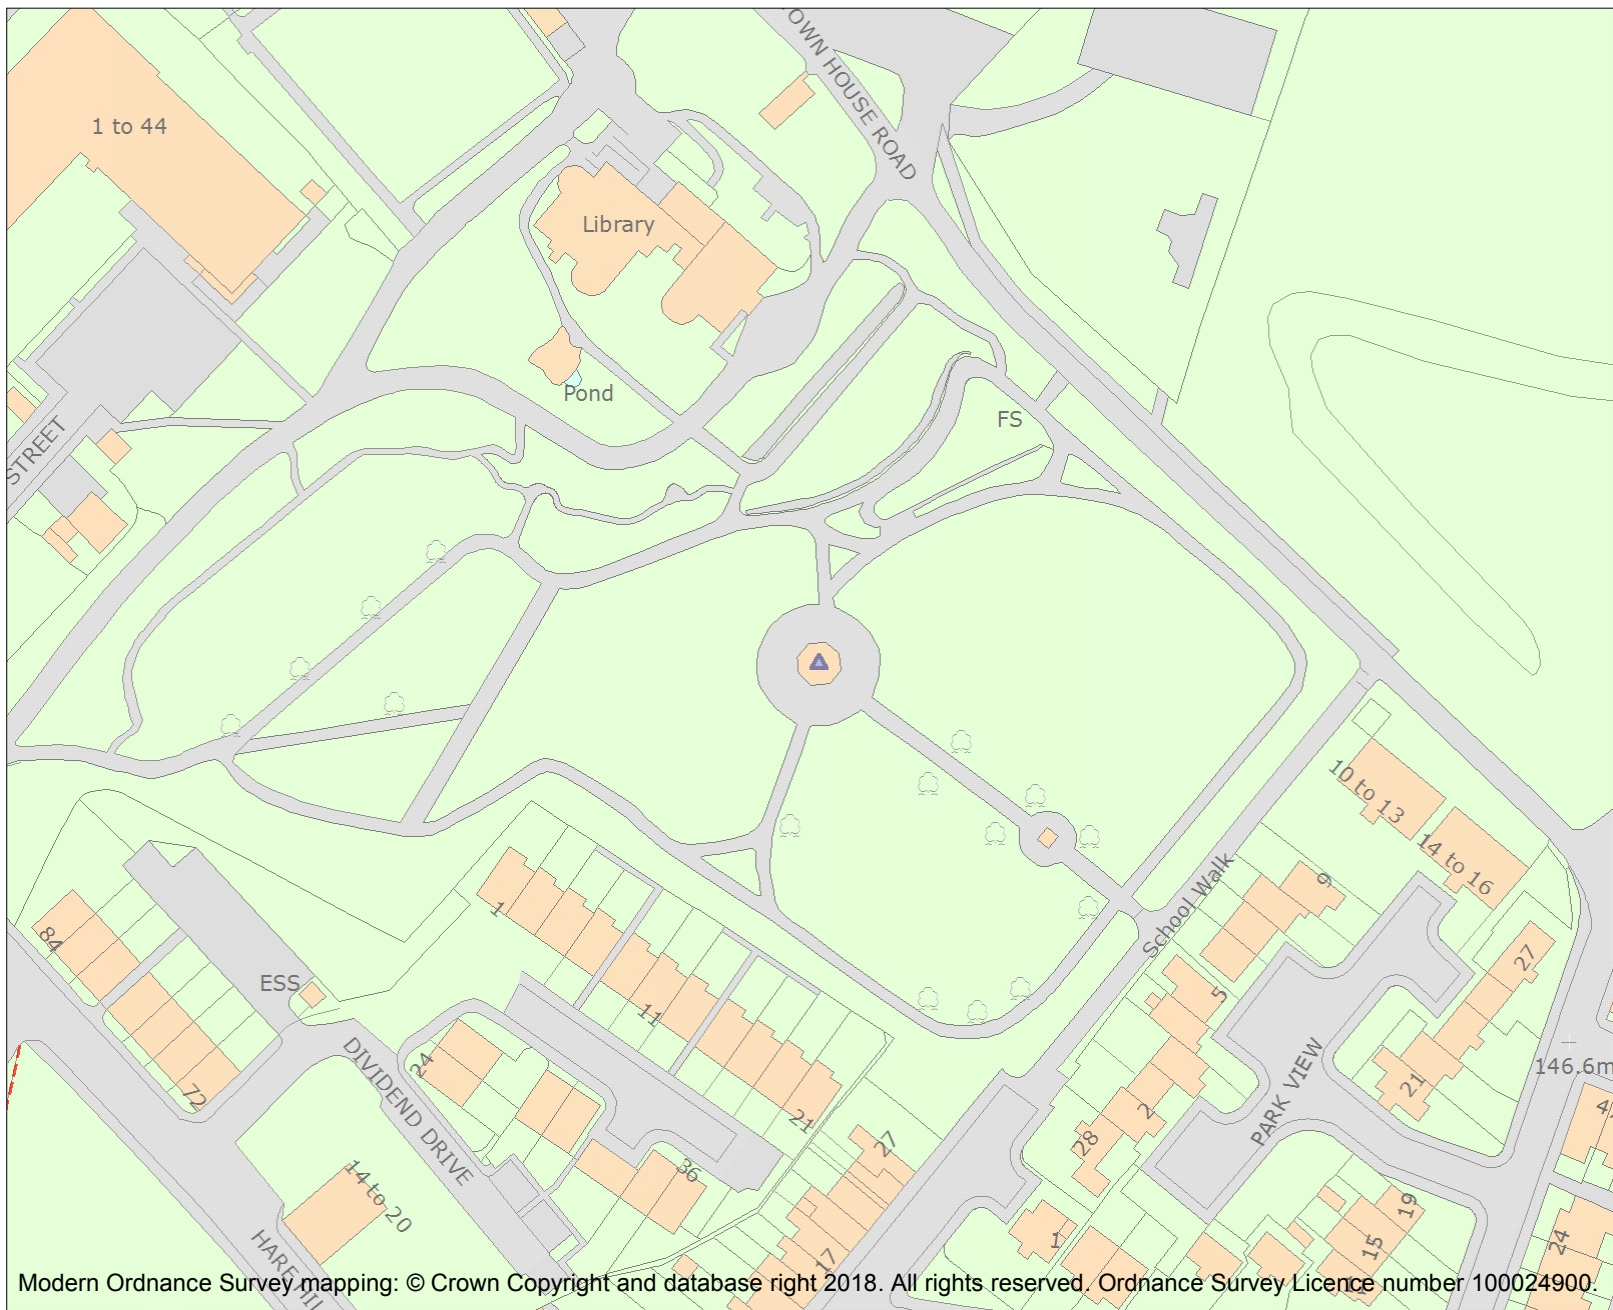 OWN HOUSE ROAD
1 to 44
Library
Pond
FS
STREET
10 to 13
14 to 16
School Walk
9
84
1
27
5
ESS
11
24
DIVIDEND DRIVE
146.6m
72
21
PARK VIEW
2
21
28
27
14 to 20
36
19
1
15
24
17
HARE HIL
Modern Ordnance Survey mapping: © Crown Copyright and database right 2018. All rights reserved. Ordnance Survey Licence number 100024900.